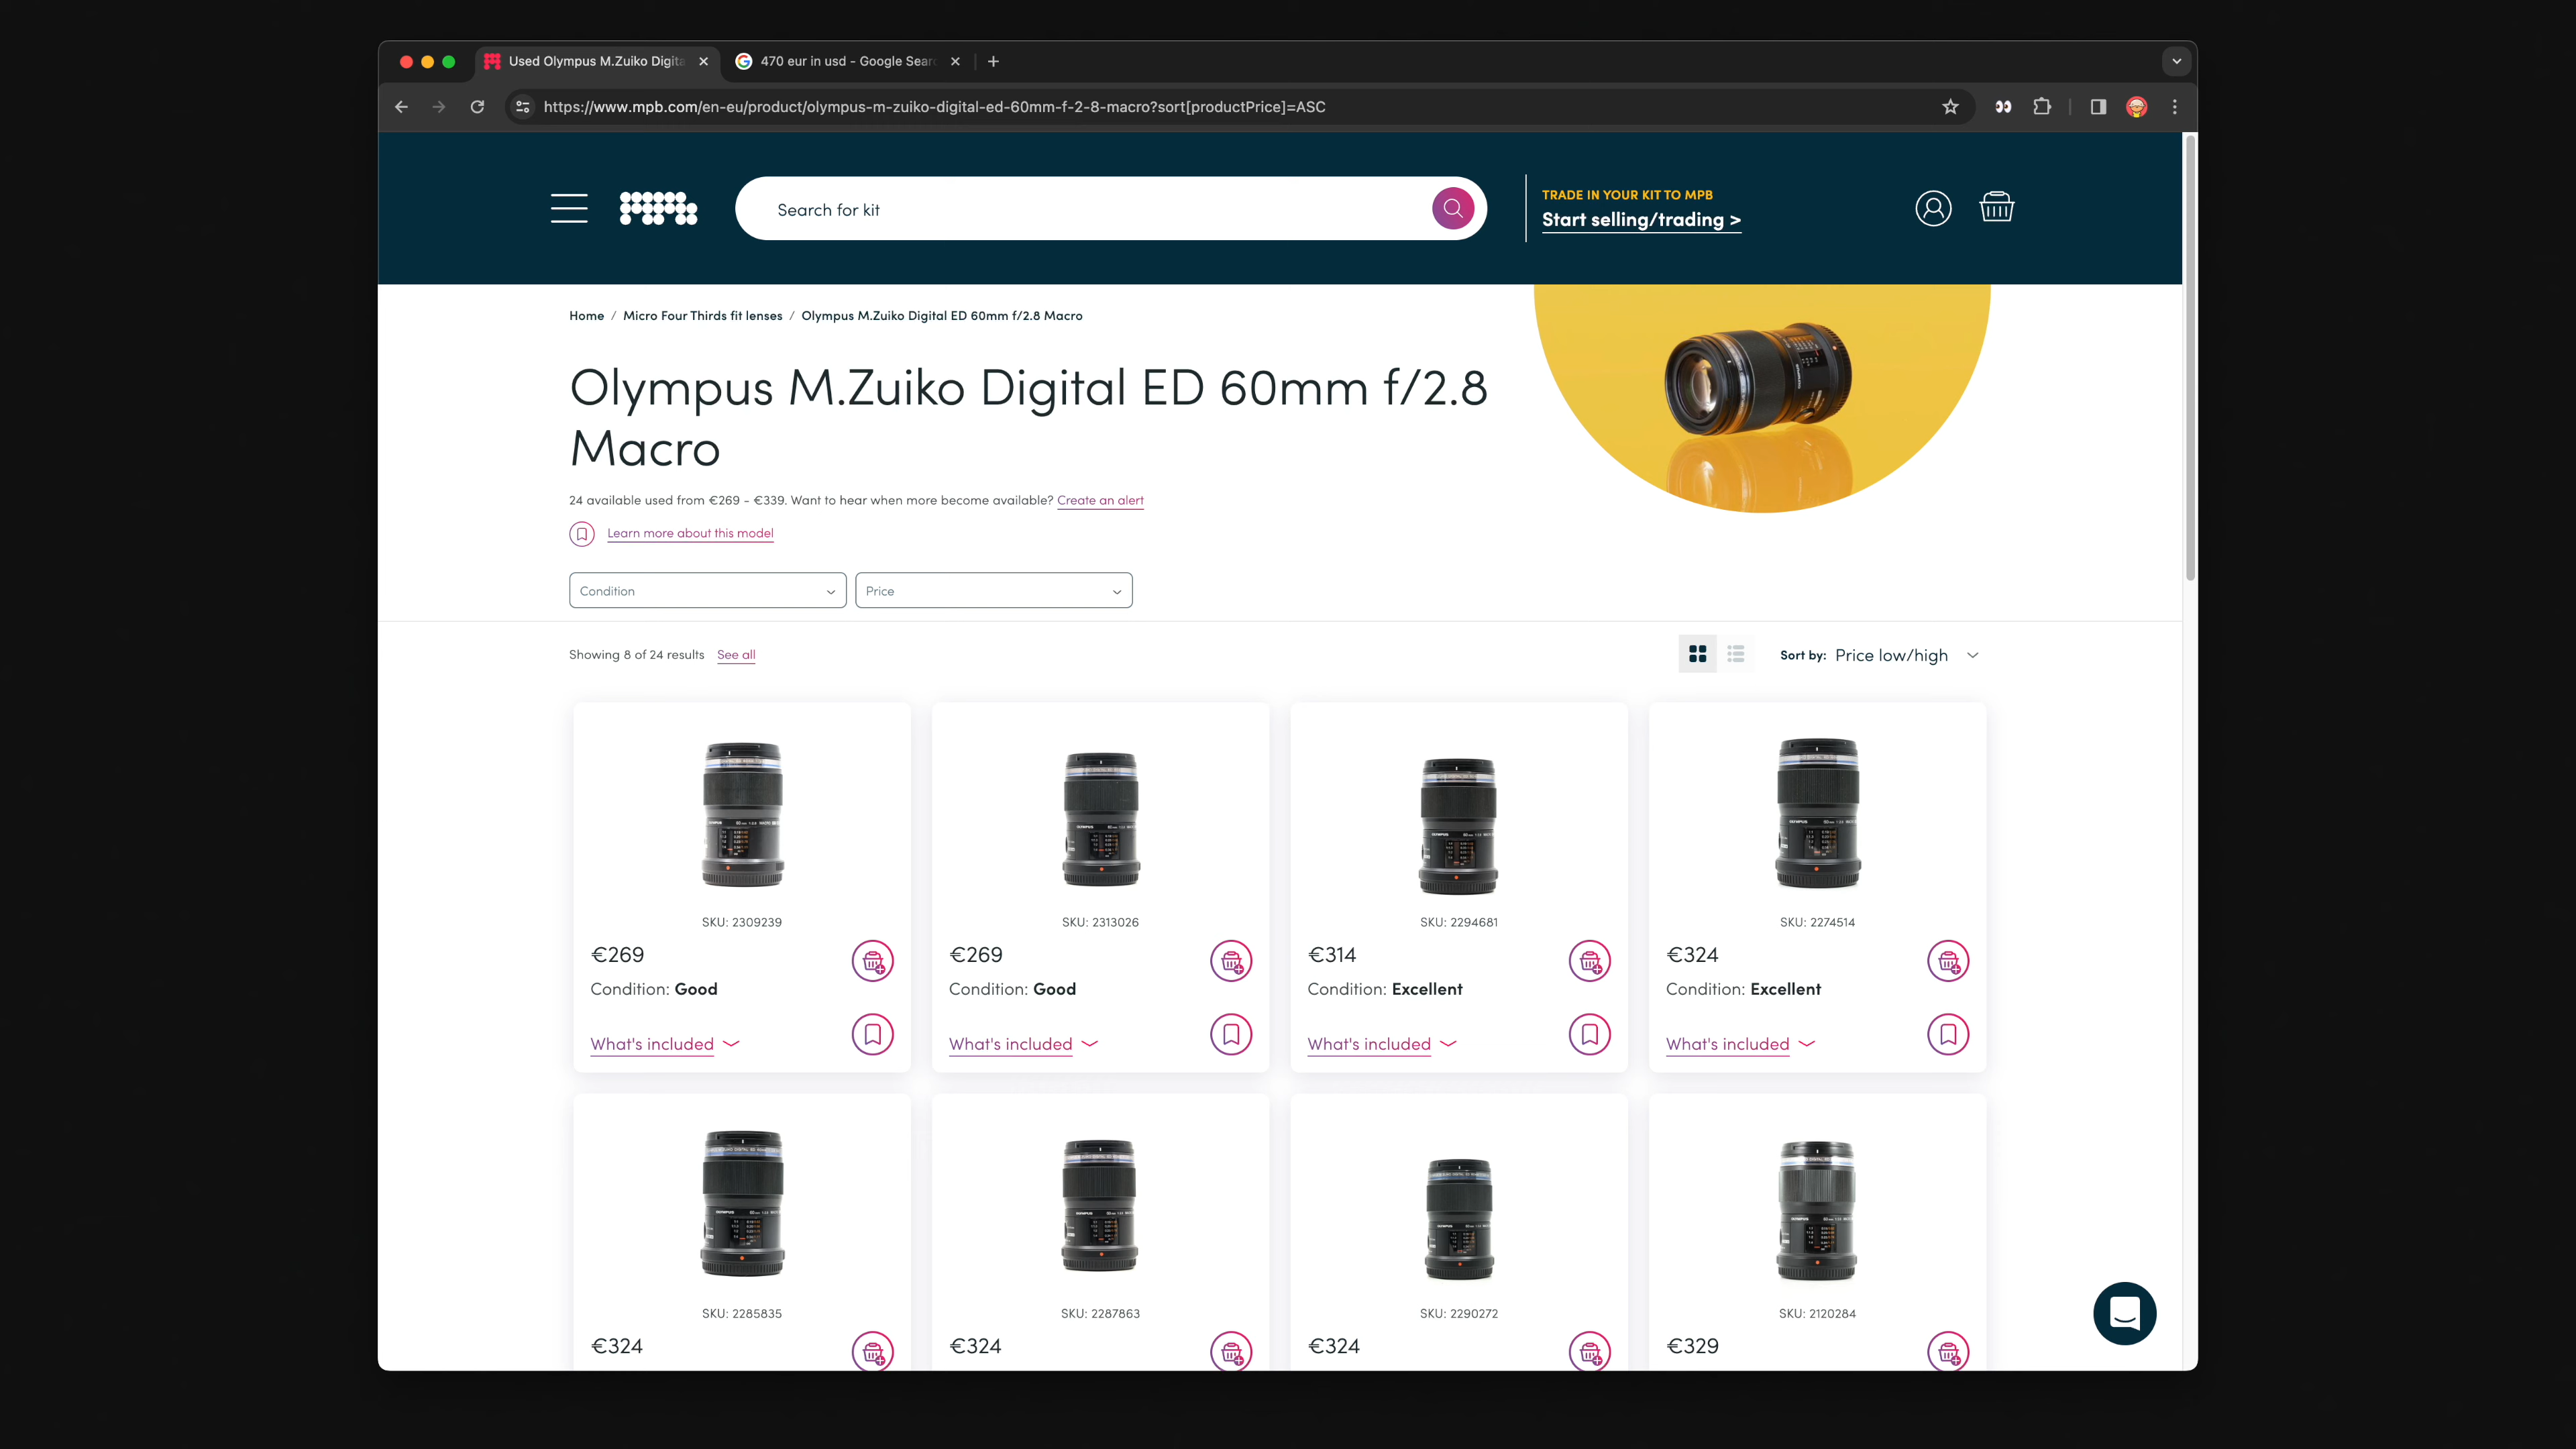 Used Olympus M.Zuiko Digita
470 eur in usd - Google Sear
https://www.mpb.com/en-eu/product/olympus-m-zuiko-digital-ed-60mm-f-2-8-macro?sort[productPrice]=ASC
mpb
Search for kit
TRADE IN YOUR KIT TO MPB
Start selling/trading >
Home / Micro Four Thirds fit lenses / Olympus M.Zuiko Digital ED 60mm f/2.8 Macro
Olympus M.Zuiko Digital ED 60mm f/2.8
Macro
24 available used from €269 - €339. Want to hear when more become available? Create an alert
Learn more about this model
Condition Price
Showing 8 of 24 results See all
Sort by: Price low/high
SKU: 2309239 SKU: 2313026 SKU: 2294681 SKU: 2274514
€269 €269 €314 €324
Condition: Good Condition: Good Condition: Excellent Condition: Excellent
What's included What's included What's included What's included
SKU: 2285835 SKU: 2287863 SKU: 2290272 SKU: 2120284
€324 €324 €324 €329